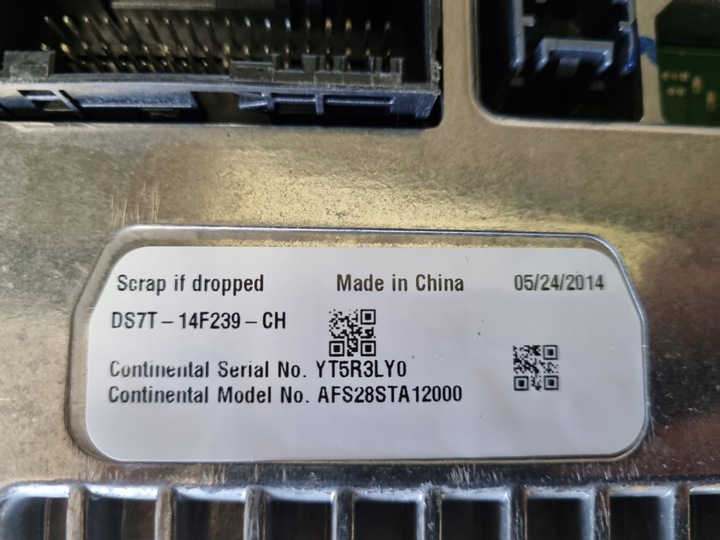 Scrap if dropped Made in China 05/24/2014
DS7T-14F239-CH
Continental Serial No. YT5R3LY0
Continental Model No. AFS28STA12000